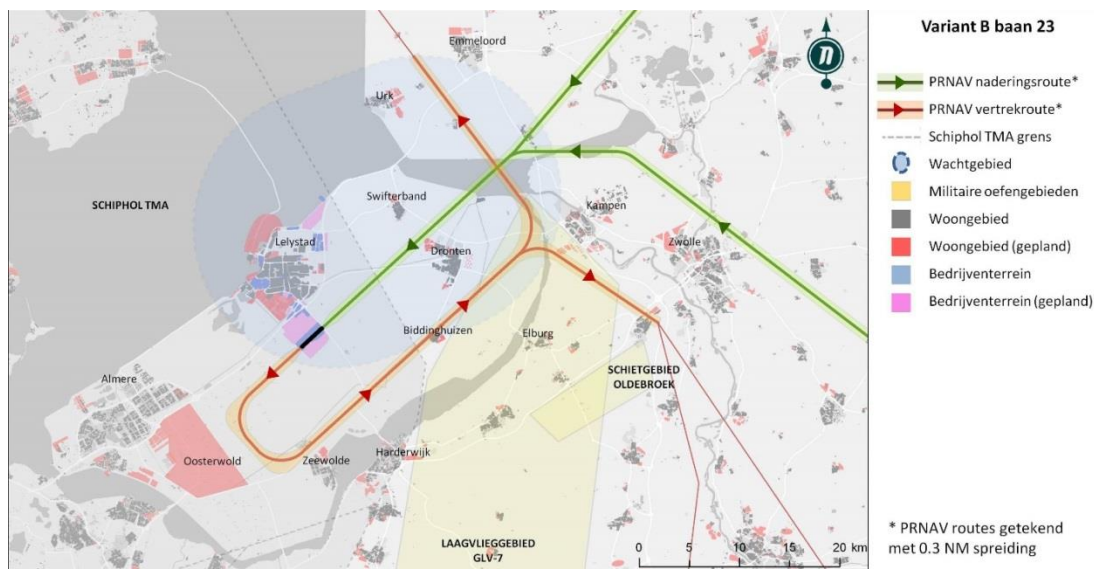 Variant B baan 23
PRNAV naderingsroute*
PRNAV vertrekroute*
Schiphol TMA grens
Wachtgebied
Militaire oefengebieden
Woongebied
Woongebied (gepland)
Bedrijventerrein
Bedrijventerrein (gepland)
* PRNAV routes getekend
met 0.3 NM spreiding
Emmeloord
n
Urk
SCHIPHOL TMA
Swifterband
Kampen
Lelystad
Dronten
Zwolle
Biddinghuizen
Elburg
Almere
SCHIETGEBIED
OLDEBROEK
Oosterwold
Zeewolde
Harderwijk
LAAGVLIEGGEBIED
GLV-7
0 5 10 15 20 km